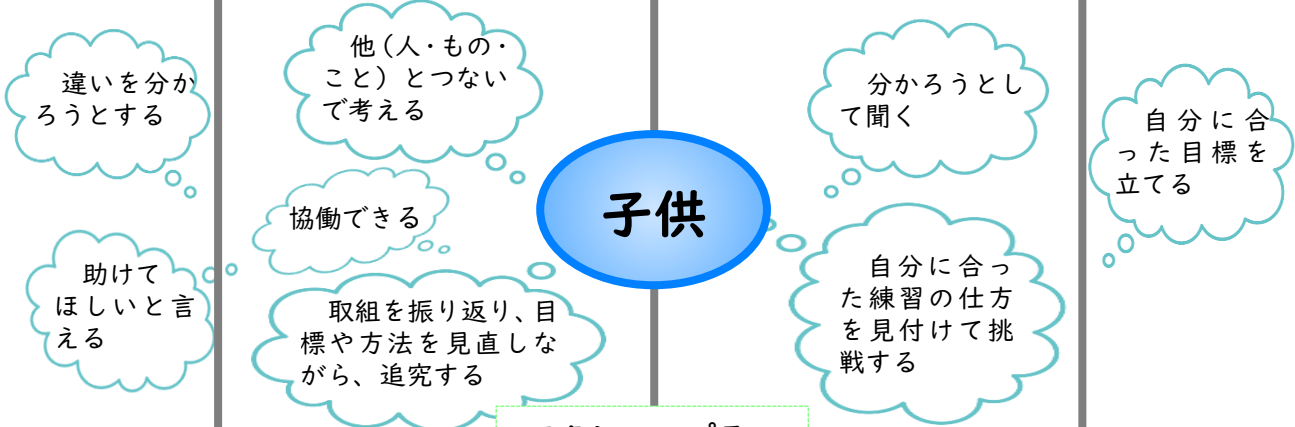 違いを分か
ろうとする
他（人・もの・
こと）とつない
で考える
分かろうとし
て聞く
自分に合
った目標を
立てる
子供
協働できる
助けて
ほしいと言
える
取組を振り返り、目
標や方法を見直しな
がら、追究する
自分に合っ
た練習の仕方
を見付けて挑
戦する